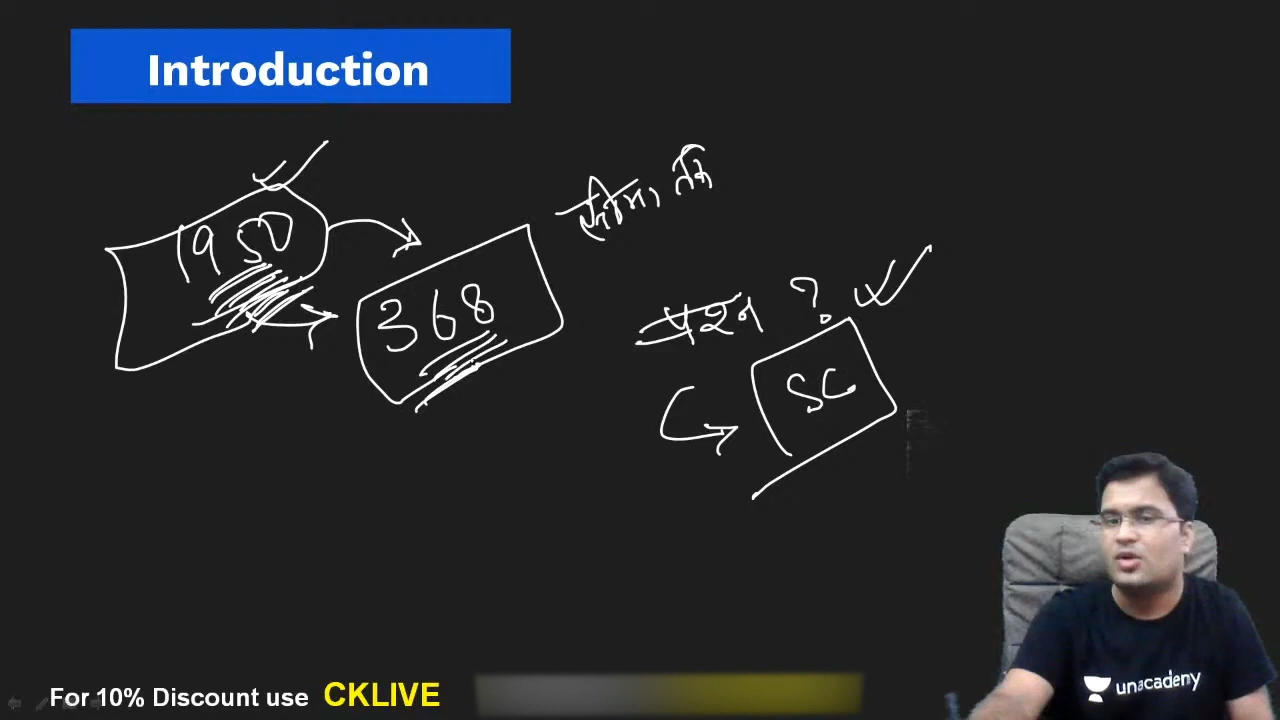 Introduction
1950
368
प्रश्न ?
SC
unacademy
For 10% Discount use CKLIVE